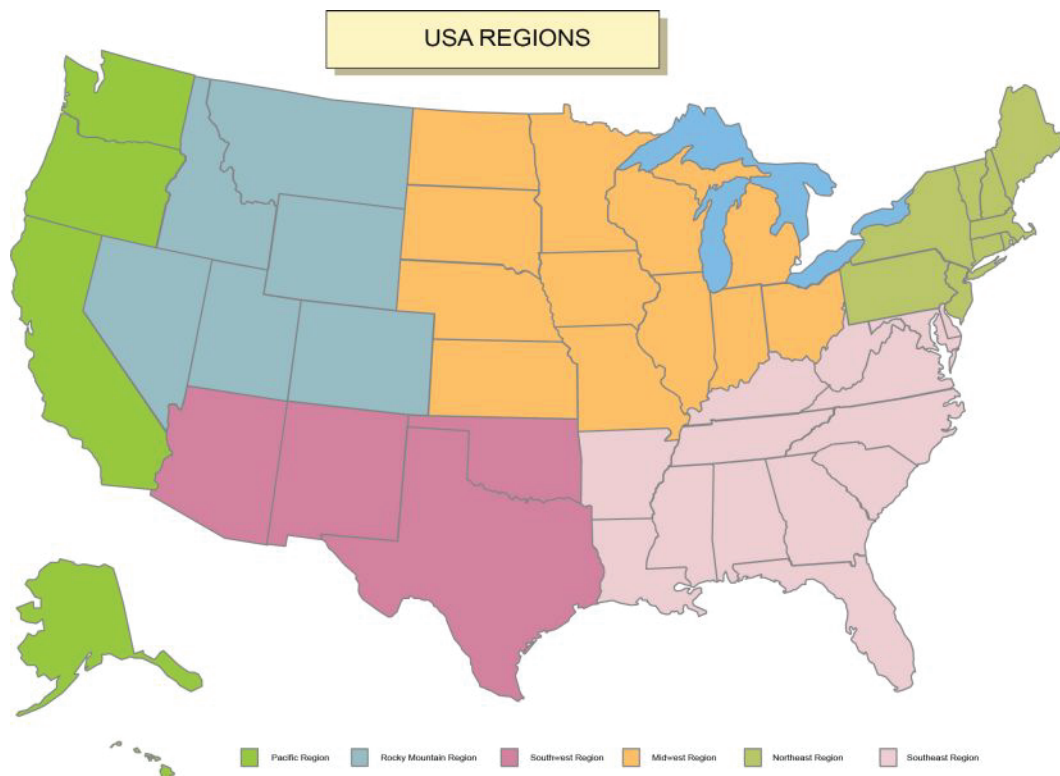 USA REGIONS
Pacific Region
Rocky Mountain Region
Southwest Region
Midwest Region
Northeast Region
Southeast Region